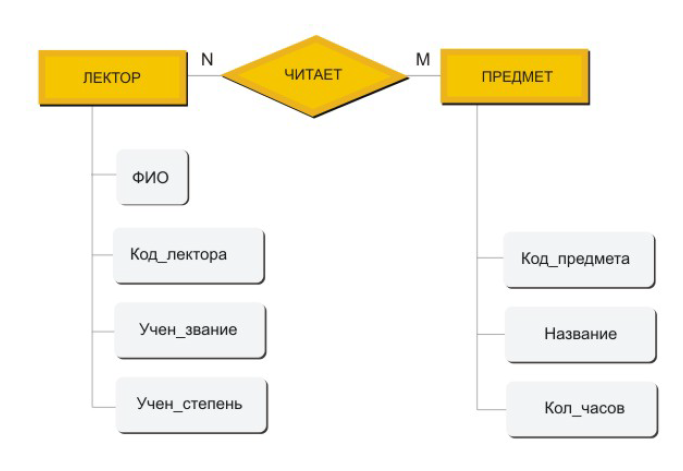 N
M
ЛЕКТОР
ЧИТАЕТ
ПРЕДМЕТ
ФИО
Код_лектора
Учен_звание
Учен_степень
Код_предмета
Название
Кол_часов